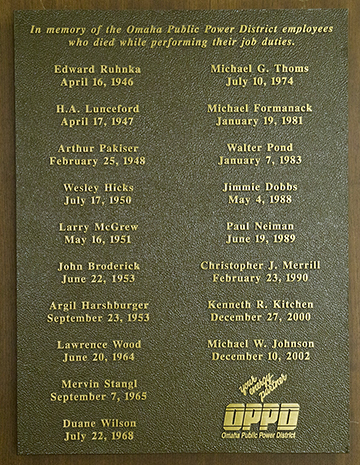 In memory of the Omaha Public Power District employees
who died while performing their job duties.
Edward Ruhnka
April 16, 1946
H.A. Lunceford
April 17, 1947
Arthur Pakiser
February 25, 1948
Wesley Hicks
July 17, 1950
Larry McGrew
May 16, 1951
John Broderick
June 22, 1953
Argil Harshburger
September 23, 1953
Lawrence Wood
June 20, 1964
Mervin Stangl
September 7, 1965
Duane Wilson
July 22, 1968
Michael G. Thoms
July 10, 1974
Michael Formanack
January 19, 1981
Walter Pond
January 7, 1983
Jimmie Dobbs
May 4, 1988
Paul Neiman
June 19, 1989
Christopher J. Merrill
February 23, 1990
Kenneth R. Kitchen
December 27, 2000
Michael W. Johnson
December 10, 2002
your
energy
partner
OPPD
Omaha Public Power District